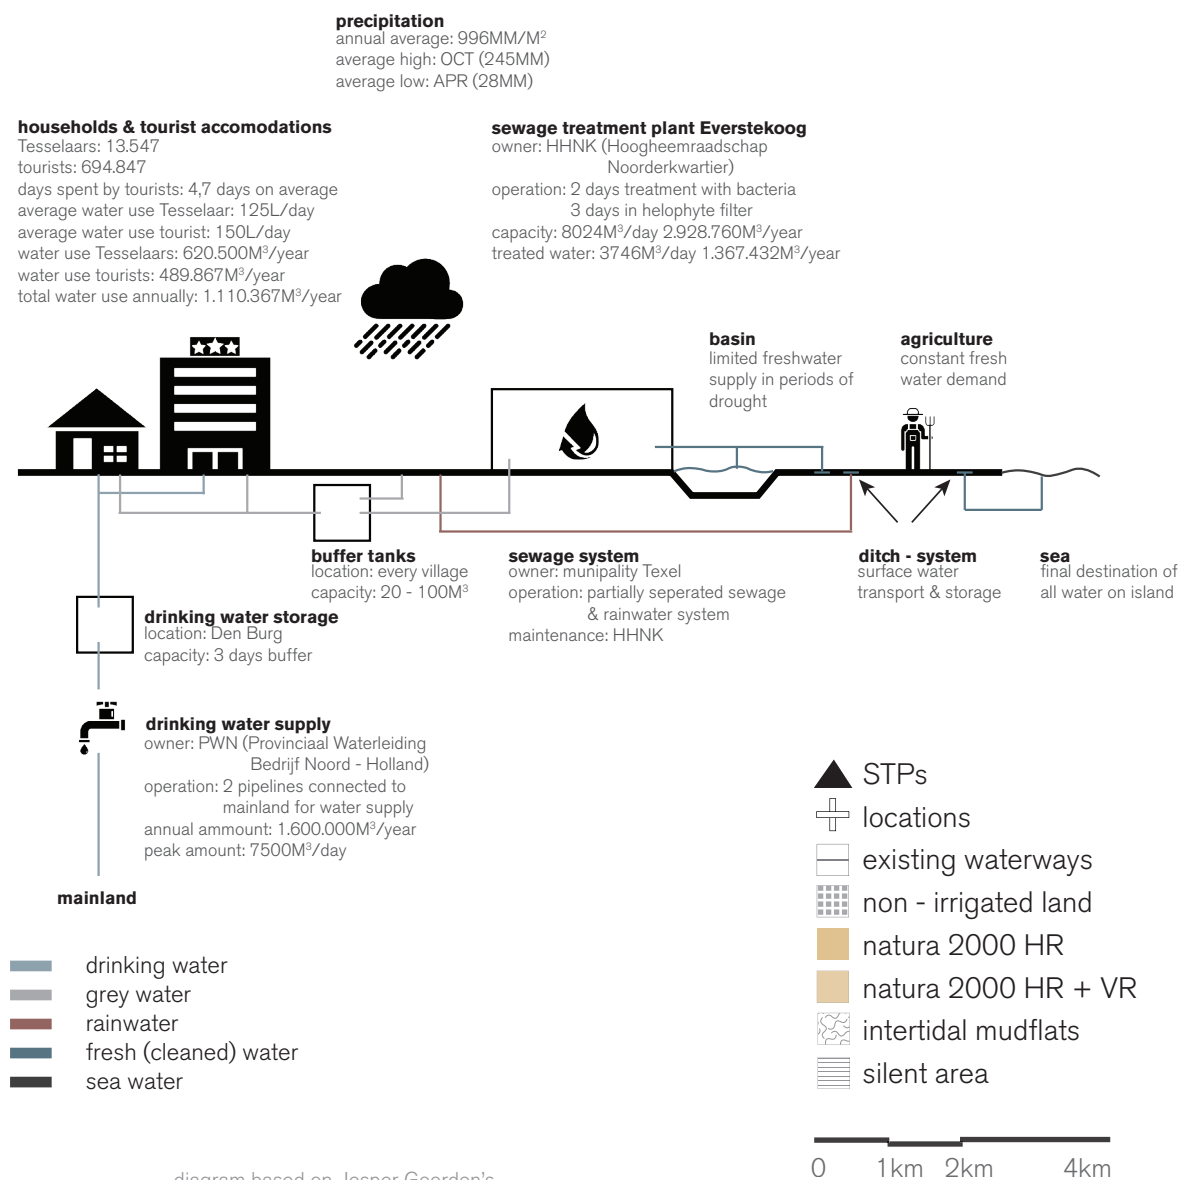 precipitation
annual average: 996MM/M²
average high: OCT (245MM)
average low: APR (28MM)
households & tourist accomodations
Tesselaars: 13.547
tourists: 694.847
days spent by tourists: 4,7 days on average
average water use Tesselaar: 125L/day
average water use tourist: 150L/day
water use Tesselaars: 620.500M³/year
water use tourists: 489.867M³/year
total water use annually: 1.110.367M³/year
sewage treatment plant Everstekoog
owner: HHNK (Hoogheemraadschap
Noorderkwartier)
operation: 2 days treatment with bacteria
3 days in helophyte filter
capacity: 8024M³/day 2.928.760M³/year
treated water: 3746M³/day 1.367.432M³/year
basin
limited freshwater
supply in periods of
drought
agriculture
constant fresh
water demand
buffer tanks
location: every village
capacity: 20 - 100M³
sewage system
owner: munipality Texel
operation: partially seperated sewage
& rainwater system
maintenance: HHNK
ditch - system
surface water
transport & storage
sea
final destination of
all water on island
drinking water storage
location: Den Burg
capacity: 3 days buffer
drinking water supply
owner: PWN (Provinciaal Waterleiding
Bedrijf Noord - Holland)
operation: 2 pipelines connected to
mainland for water supply
annual ammount: 1.600.000M³/year
peak amount: 7500M³/day
mainland
drinking water
grey water
rainwater
fresh (cleaned) water
sea water
STPs
locations
existing waterways
non - irrigated land
natura 2000 HR
natura 2000 HR + VR
intertidal mudflats
silent area
0 1km 2km 4km
diagram based on Jesper Goorden's